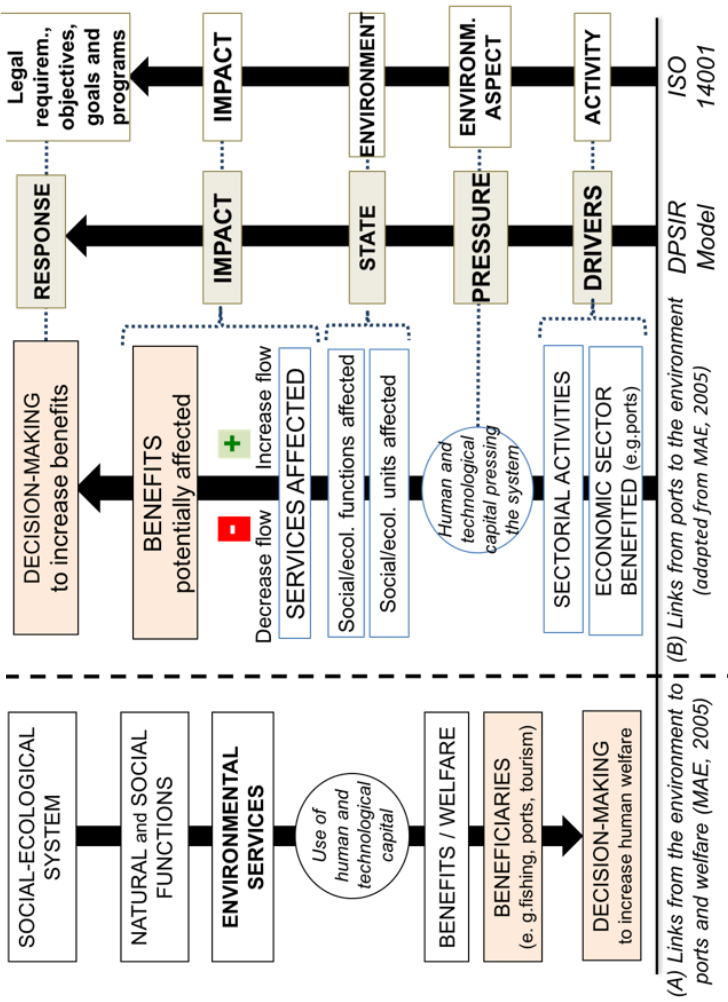 SOCIAL-ECOLOGICAL
SYSTEM
NATURAL and SOCIAL
FUNCTIONS
ENVIRONMENTAL
SERVICES
Use of
human and
technological
capital
BENEFITS / WELFARE
BENEFICIARIES
(e. g.fishing, ports, tourism)
DECISION-MAKING
to increase human welfare
(A) Links from the environment to
ports and welfare (MAE, 2005)
DECISION-MAKING
to increase benefits
BENEFITS
potentially affected
-
+
Decrease flow
Increase flow
SERVICES AFFECTED
Social/ecol. functions affected
Social/ecol. units affected
Human and
technological
capital pressing
the system
SECTORIAL ACTIVITIES
ECONOMIC SECTOR
BENEFITED (e.g.ports)
(B) Links from ports to the environment
(adapted from MAE, 2005)
RESPONSE
IMPACT
STATE
PRESSURE
DRIVERS
DPSIR
Model
Legal
requirem.,
objectives,
goals and
programs
IMPACT
ENVIRONMENT
ENVIRONM.
ASPECT
ACTIVITY
ISO
14001